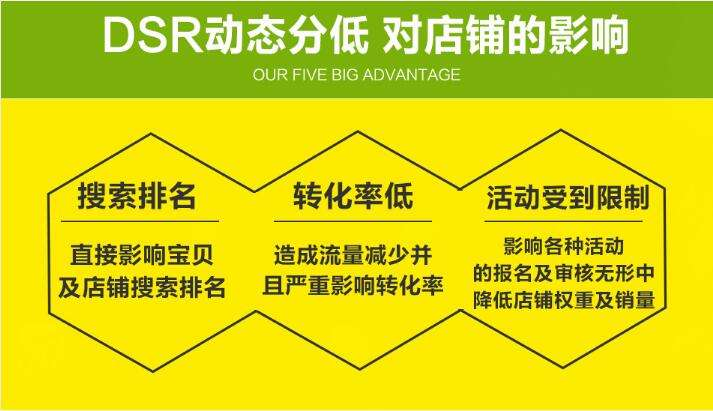 DSR动态分低 对店铺的影响
OUR FIVE BIG ADVANTAGE
搜索排名
直接影响宝贝
及店铺搜索排名
转化率低
造成流量减少并
且严重影响转化率
活动受到限制
影响各种活动
的报名及审核无形中
降低店铺权重及销量